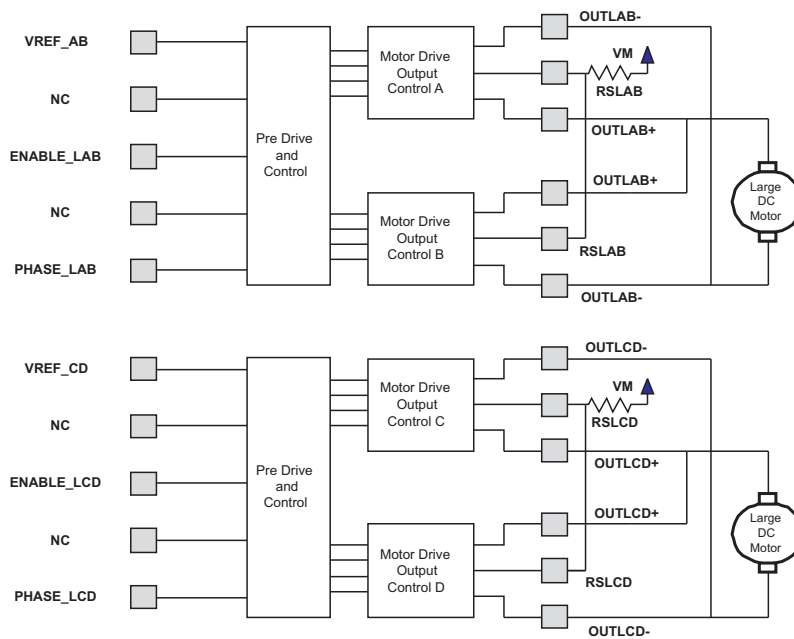 OUTLAB-
VREF_AB
Motor Drive
Output
Control A
VM
RSLAB
NC
OUTLAB+
Pre Drive
and
Control
ENABLE_LAB
OUTLAB+
Large
DC
Motor
NC
Motor Drive
Output
Control B
RSLAB
PHASE_LAB
OUTLAB-
OUTLCD-
VREF_CD
Motor Drive
Output
Control C
VM
RSLCD
NC
OUTLCD+
Pre Drive
and
Control
ENABLE_LCD
OUTLCD+
Large
DC
Motor
NC
Motor Drive
Output
Control D
RSLCD
PHASE_LCD
OUTLCD-